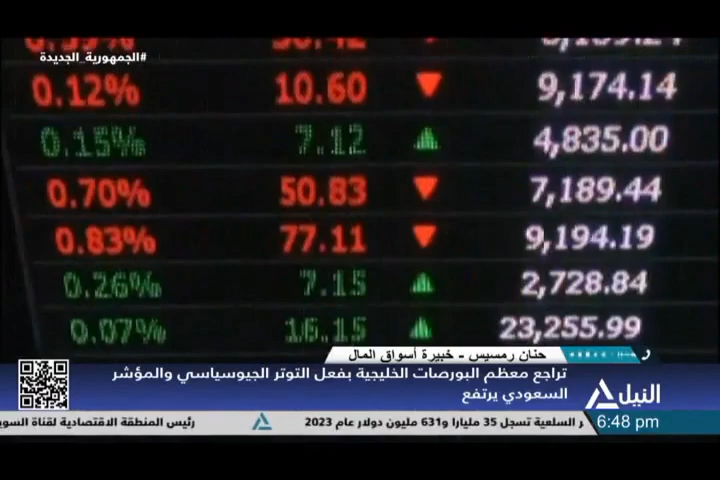 #الجمهورية_الجديدة
0.12% 10.60 9,174.14
0.15% 7.12 4,835.00
0.70% 50.83 7,189.44
0.83% 77.11 9,194.19
0.26% 7.15 2,728.84
0.07% 16.15 23,255.99
حنان رمسيس - خبيرة أسواق المال
تراجع معظم البورصات الخليجية بفعل التوتر الجيوسياسي والمؤشر
السعودي يرتفع
النيل
6:48 pm
السلعية تسجل 35 مليارا و631 مليون دولار عام 2023
رئيس المنطقة الاقتصادية لقناة